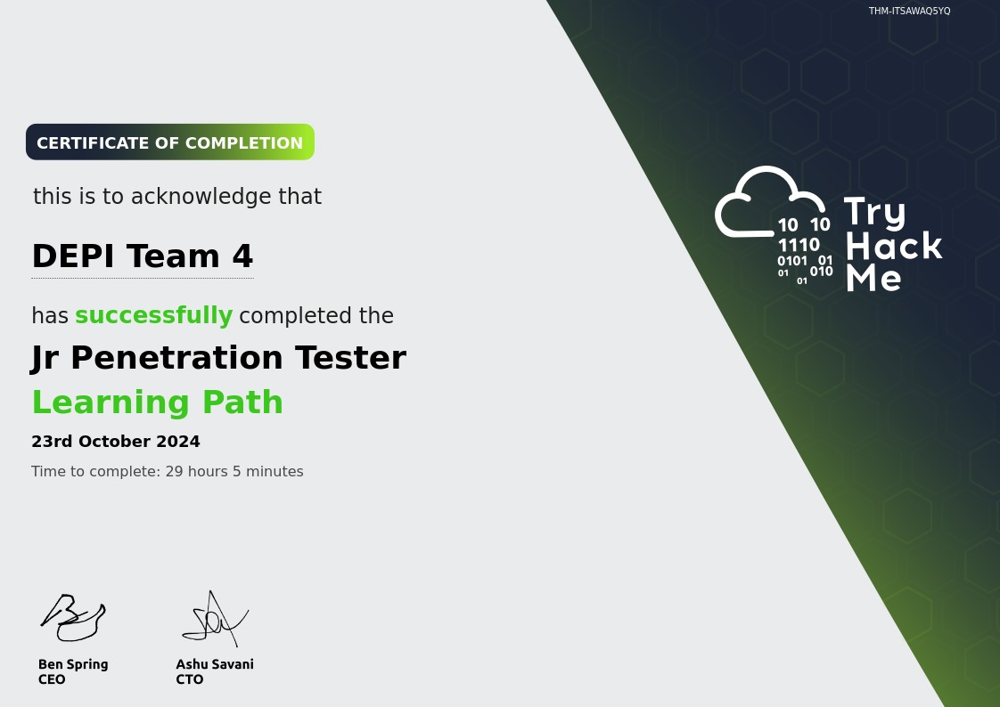 THM-ITSAWAQ5YQ
CERTIFICATE OF COMPLETION
this is to acknowledge that
DEPI Team 4
has successfully completed the
Jr Penetration Tester
Learning Path
23rd October 2024
Time to complete: 29 hours 5 minutes
10 10
1110
0101 01
01 010
01
Try
Hack
Me
Ben Spring
CEO
Ashu Savani
CTO